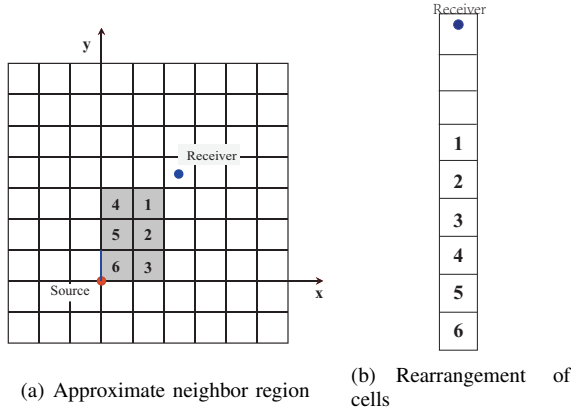 y
Receiver
4 1
5 2
6 3
Source
x
(a) Approximate neighbor region
Receiver
1
2
3
4
5
6
(b) Rearrangement of
cells